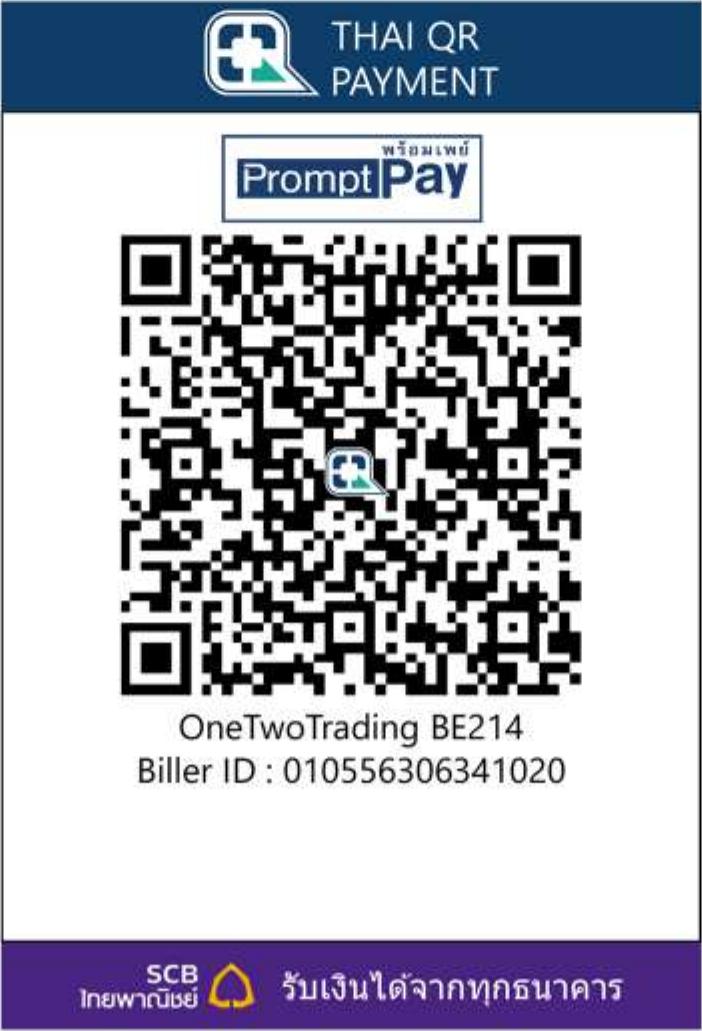 THAI QR
PAYMENT
พร้อมเพย์
Prompt Pay
OneTwoTrading BE214
Biller ID : 010556306341020
SCB
ไทยพาณิชย์
รับเงินได้จากทุกธนาคาร